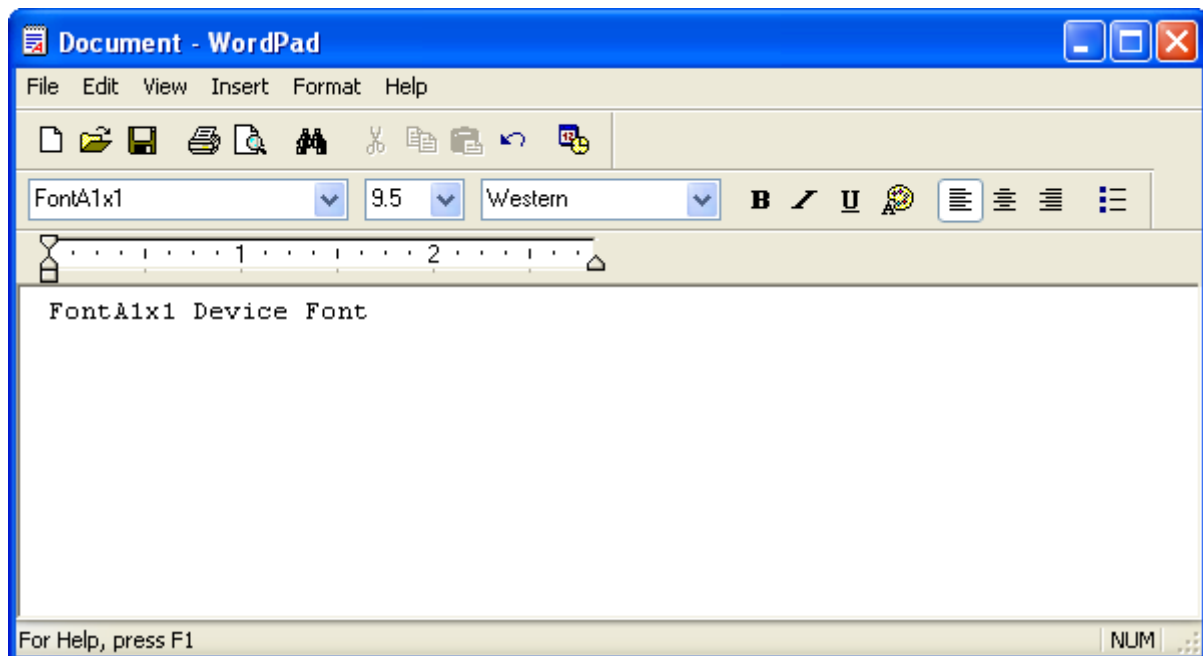 Document - WordPad
File Edit View Insert Format Help
FontA1x1 9.5 Western B U
1 2
FontA1x1 Device Font
For Help, press F1 NUM